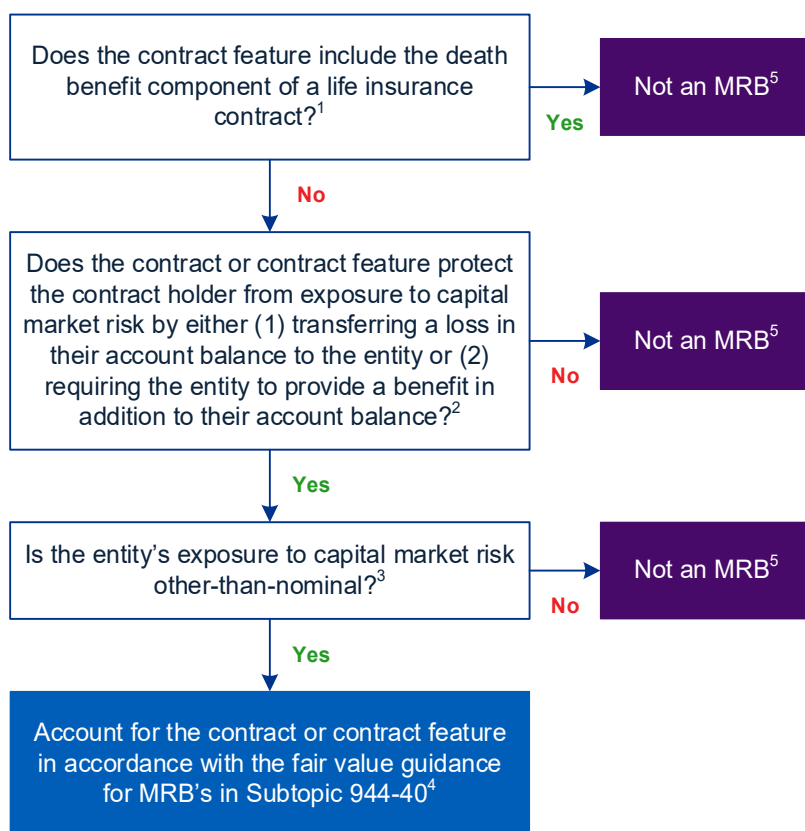 Does the contract feature include the death
benefit component of a life insurance
contract?1
Yes
Not an MRB5
No
Does the contract or contract feature protect
the contract holder from exposure to capital
market risk by either (1) transferring a loss in
their account balance to the entity or (2)
requiring the entity to provide a benefit in
addition to their account balance?2
No
Not an MRB5
Yes
Is the entity’s exposure to capital market risk
other-than-nominal?3
No
Not an MRB5
Yes
Account for the contract or contract feature
in accordance with the fair value guidance
for MRB’s in Subtopic 944-404